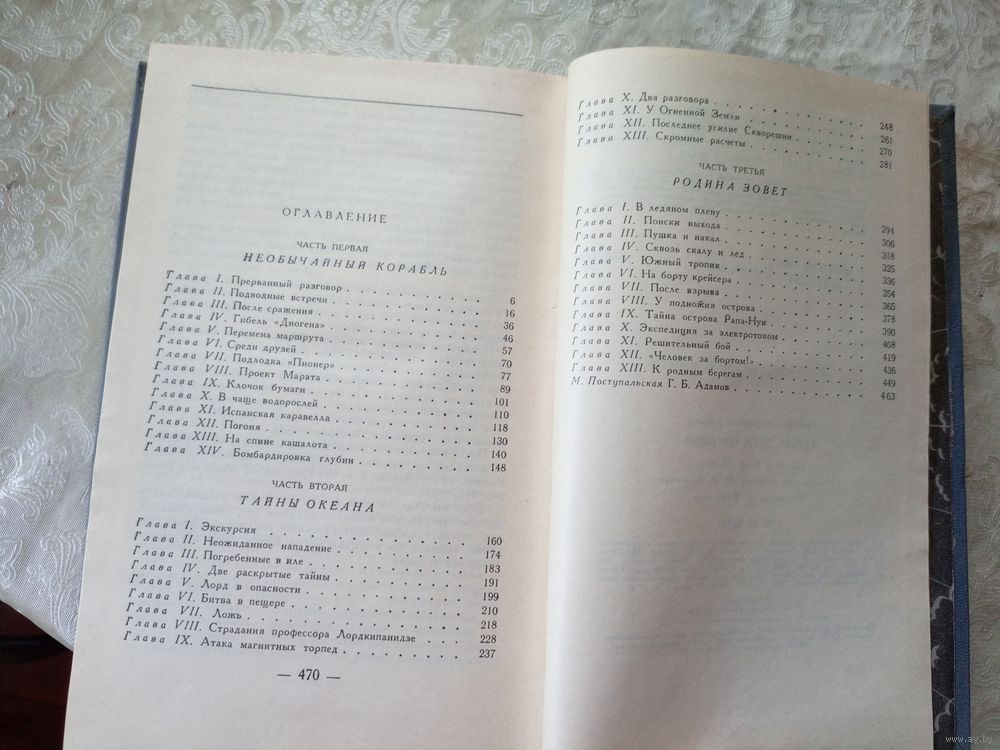 ОГЛАВЛЕНИЕ
ЧАСТЬ ПЕРВАЯ
НЕОБЫЧАЙНЫЙ КОРАБЛЬ
Глава I. Прерванный разговор 6
Глава II. Подводные встречи 16
Глава III. После сражения 36
Глава IV. Гибель «Диогена» 46
Глава V. Перемена маршрута 57
Глава VI. Среди друзей 70
Глава VII. Подлодка «Пионер» 77
Глава VIII. Проект Марата 89
Глава IX. Клочок бумаги 101
Глава X. В чаще водорослей 110
Глава XI. Испанская каравелла 118
Глава XII. Погоня 130
Глава XIII. На спине кашалота 140
Глава XIV. Бомбардировка глубин 148
ЧАСТЬ ВТОРАЯ
ТАЙНЫ ОКЕАНА
Глава I. Экскурсия 160
Глава II. Неожиданное нападение 174
Глава III. Погребенные в иле 183
Глава IV. Две раскрытые тайны 191
Глава V. Лорд в опасности 199
Глава VI. Битва в пещере 210
Глава VII. Ложь 218
Глава VIII. Страдания профессора Лордкипанидзе 228
Глава IX. Атака магнитных торпед 237
— 470 —
Глава X. Два разговора 248
Глава XI. У Огненной Земли 261
Глава XII. Последнее усилие Скворешни 270
Глава XIII. Скромные расчеты 281
ЧАСТЬ ТРЕТЬЯ
РОДИНА ЗОВЕТ
Глава I. В ледяном плену 294
Глава II. Поиски выхода 306
Глава III. Пушка и накал 318
Глава IV. Сквозь скалу и лед 325
Глава V. Южный тропик 336
Глава VI. На борту крейсера 354
Глава VII. После взрыва 365
Глава VIII. У подножия острова 378
Глава IX. Тайна острова Рапа-Нуи 390
Глава X. Экспедиция за электротоком 408
Глава XI. Решительный бой 419
Глава XII. «Человек за бортом!» 436
Глава XIII. К родным берегам 449
М. Поступальская Г. Б. Адамов 463
www.ay.by